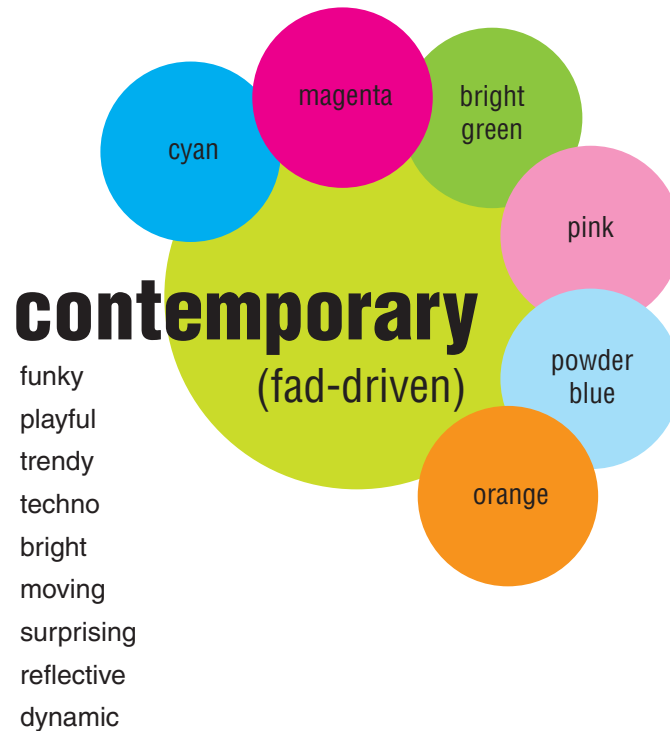 magenta
bright
green
cyan
pink
contemporary
(fad-driven)
powder
blue
orange
funky
playful
trendy
techno
bright
moving
surprising
reflective
dynamic